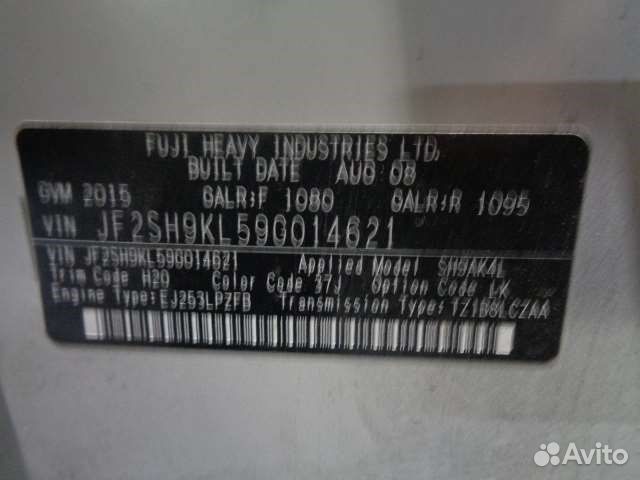 FUJI HEAVY INDUSTRIES LTD.
BUILT DATE AUG 08
GVM 2015 GALR:F 1080 GALR:R 1095
VIN JF2SH9KL59G014621
VIN JF2SH9KL59G014621 Applied Model SH9AK4L
Trim Code H20 Color Code 37J Option Code LK
Engine Type:EJ253LPZFB Transmission Type:TZ1B8LCZAA
Avito